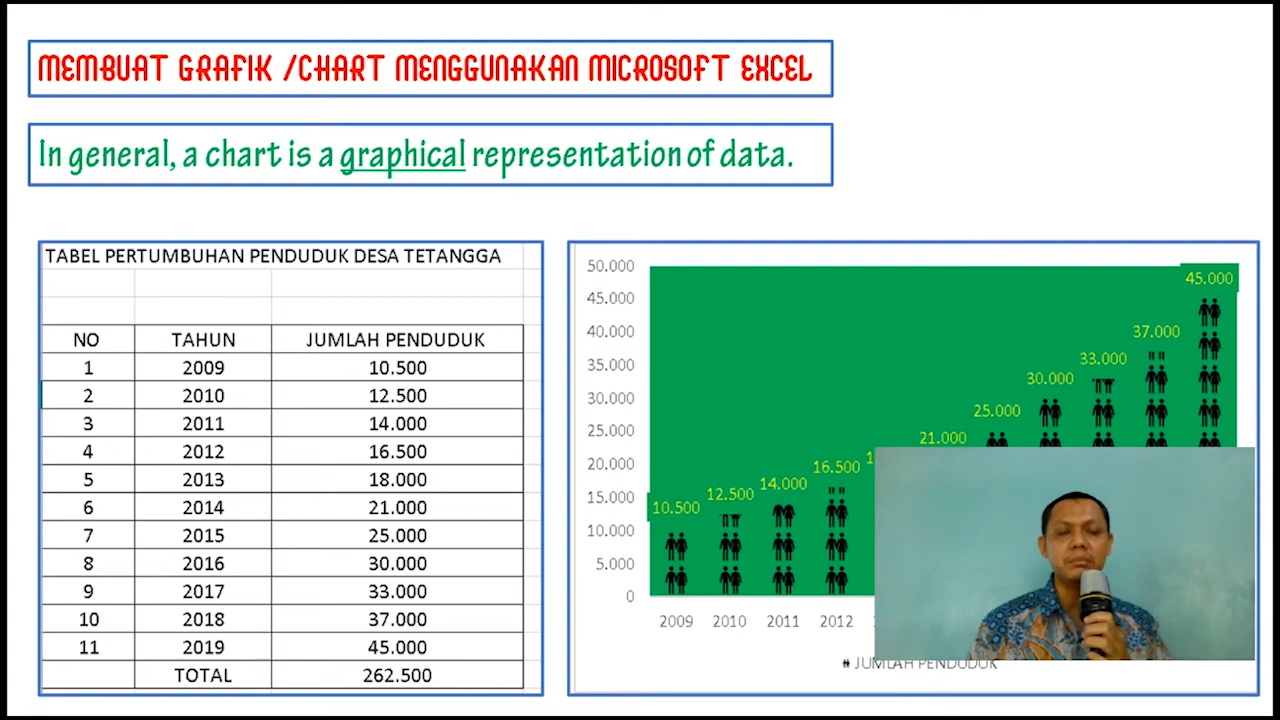 MEMBUAT GRAFIK /CHART MENGGUNAKAN MICROSOFT EXCEL
In general, a chart is a graphical representation of data.
TABEL PERTUMBUHAN PENDUDUK DESA TETANGGA
NO TAHUN JUMLAH PENDUDUK
1 2009 10.500
2 2010 12.500
3 2011 14.000
4 2012 16.500
5 2013 18.000
6 2014 21.000
7 2015 25.000
8 2016 30.000
9 2017 33.000
10 2018 37.000
11 2019 45.000
TOTAL 262.500
50.000
45.000
40.000
35.000
30.000
25.000
20.000
15.000
10.000
5.000
0
10.500
12.500
14.000
16.500
21.000
25.000
30.000
33.000
37.000
45.000
2009 2010 2011 2012
JUMLAH PENDUDUK